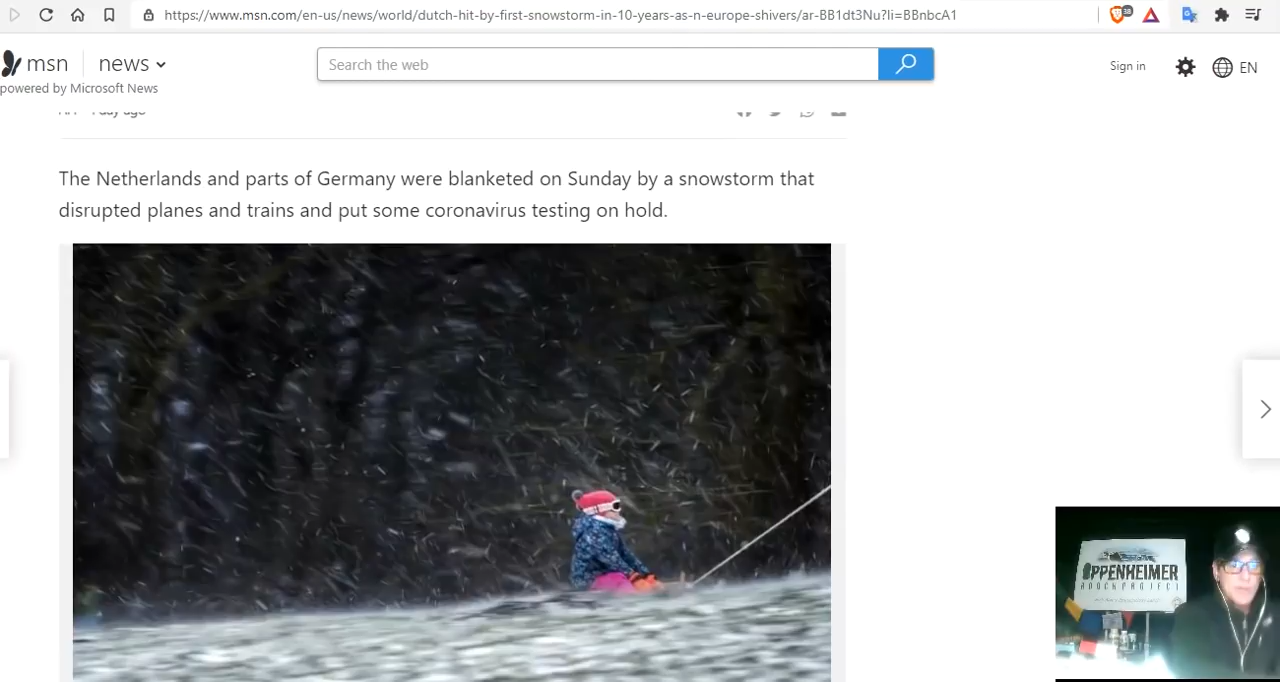 https://www.msn.com/en-us/news/world/dutch-hit-by-first-snowstorm-in-10-years-as-n-europe-shivers/ar-BB1dt3Nu?li=BBnbcA1
38
msn news
Search the web
Sign in
EN
powered by Microsoft News
day ago
The Netherlands and parts of Germany were blanketed on Sunday by a snowstorm that
disrupted planes and trains and put some coronavirus testing on hold.
OPPENHEIMER
PROJECT